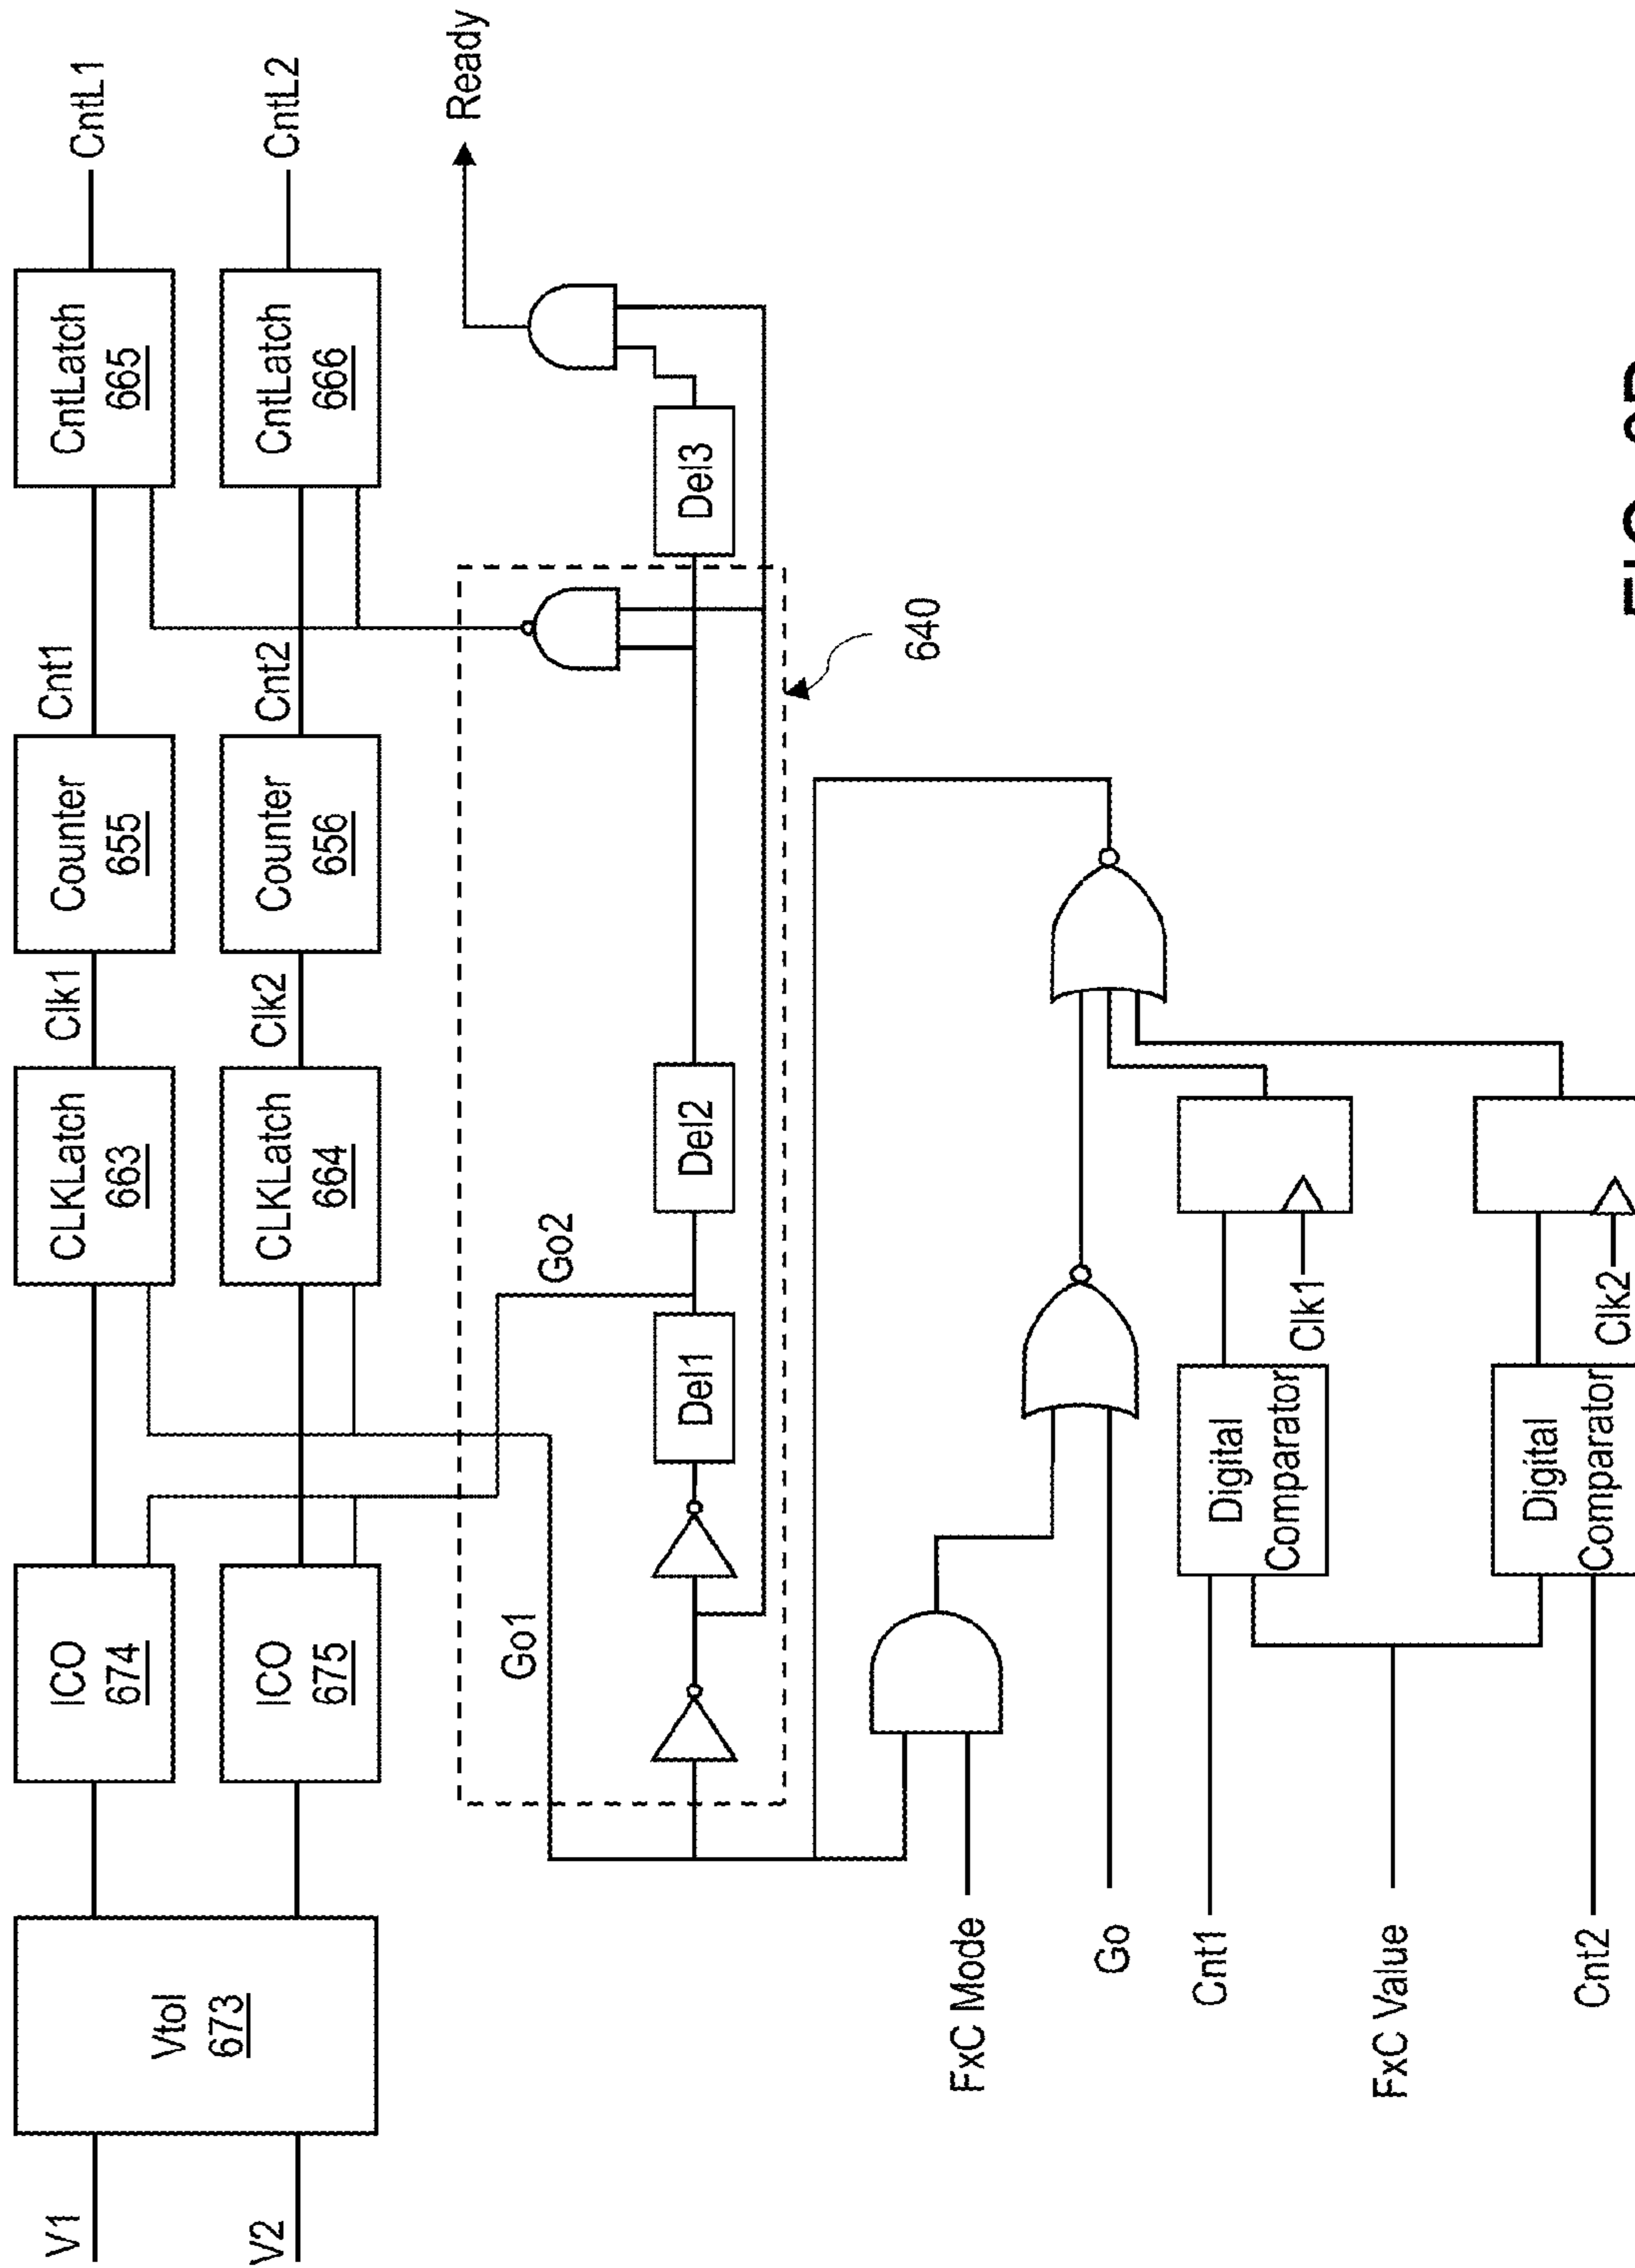 V1
V2
VtoI
673
ICO
674
ICO
675
CLKLatch
663
CLKLatch
664
Clk1
Clk2
Counter
655
Counter
656
Cnt1
Cnt2
CntLatch
665
CntLatch
666
CntL1
CntL2
Go1
Go2
Del1
Del2
Del3
Ready
640
FxC Mode
Go
Cnt1
FxC Value
Cnt2
Digital
Comparator
Clk1
Digital
Comparator
Clk2